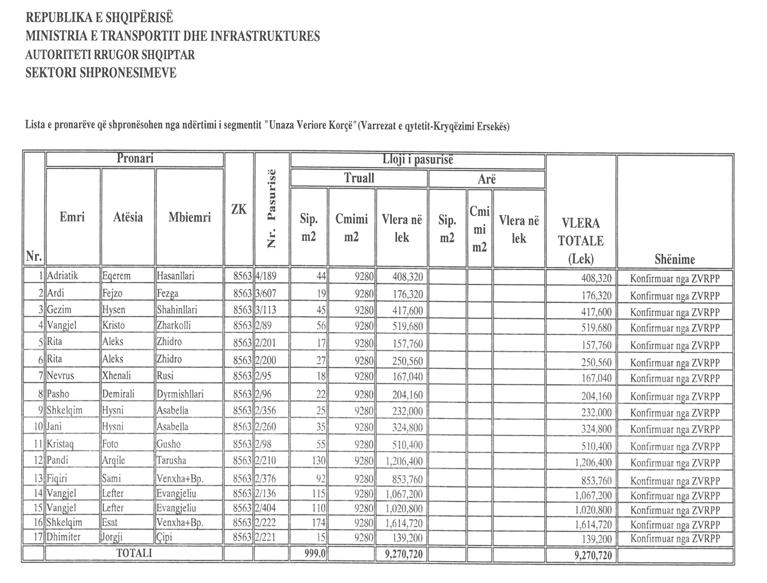 REPUBLIKA E SHQIPËRISË
MINISTRIA E TRANSPORTIT DHE INFRASTRUKTURES
AUTORITETI RRUGOR SHQIPTAR
SEKTORI SHPRONESIMEVE
Lista e pronarëve që shpronësohen nga ndërtimi i segmentit "Unaza Veriore Korçë"(Varrezat e qytetit-Kryqëzimi Ersekës)
Nr. Pronari ZK Nr. Pasurisë Lloji i pasurisë VLERA TOTALE (Lek) Shënime
Truall Arë
Emri Atësia Mbiemri Sip. m2 Cmimi m2 Vlera në lek Sip. m2 Cmi mi m2 Vlera në lek
1 Adriatik Eqerem Hasanllari 8563 4/189 44 9280 408,320 408,320 Konfirmuar nga ZVRPP
2 Ardi Fejzo Fezga 8563 3/607 19 9280 176,320 176,320 Konfirmuar nga ZVRPP
3 Gezim Hysen Shahinllari 8563 3/113 45 9280 417,600 417,600 Konfirmuar nga ZVRPP
4 Vangjel Kristo Zharkolli 8563 2/89 56 9280 519,680 519,680 Konfirmuar nga ZVRPP
5 Rita Aleks Zhidro 8563 2/201 17 9280 157,760 157,760 Konfirmuar nga ZVRPP
6 Rita Aleks Zhidro 8563 2/200 27 9280 250,560 250,560 Konfirmuar nga ZVRPP
7 Nevrus Xhenali Rusi 8563 2/95 18 9280 167,040 167,040 Konfirmuar nga ZVRPP
8 Pasho Demirali Dyrmishllari 8563 2/96 22 9280 204,160 204,160 Konfirmuar nga ZVRPP
9 Shkelqim Hysni Asabella 8563 2/356 25 9280 232,000 232,000 Konfirmuar nga ZVRPP
10 Jani Hysni Asabella 8563 2/260 35 9280 324,800 324,800 Konfirmuar nga ZVRPP
11 Kristaq Foto Gusho 8563 2/98 55 9280 510,400 510,400 Konfirmuar nga ZVRPP
12 Pandi Arqile Tarusha 8563 2/210 130 9280 1,206,400 1,206,400 Konfirmuar nga ZVRPP
13 Fiqiri Sami Venxha+Bp. 8563 2/376 92 9280 853,760 853,760 Konfirmuar nga ZVRPP
14 Vangjel Lefter Evangjeliu 8563 2/136 115 9280 1,067,200 1,067,200 Konfirmuar nga ZVRPP
15 Vangjel Lefter Evangjeliu 8563 2/404 110 9280 1,020,800 1,020,800 Konfirmuar nga ZVRPP
16 Shkelqim Esat Venxha+Bp. 8563 2/222 174 9280 1,614,720 1,614,720 Konfirmuar nga ZVRPP
17 Dhimiter Jorgji Çipi 8563 2/221 15 9280 139,200 139,200 Konfirmuar nga ZVRPP
TOTALI 999.0 9,270,720 9,270,720